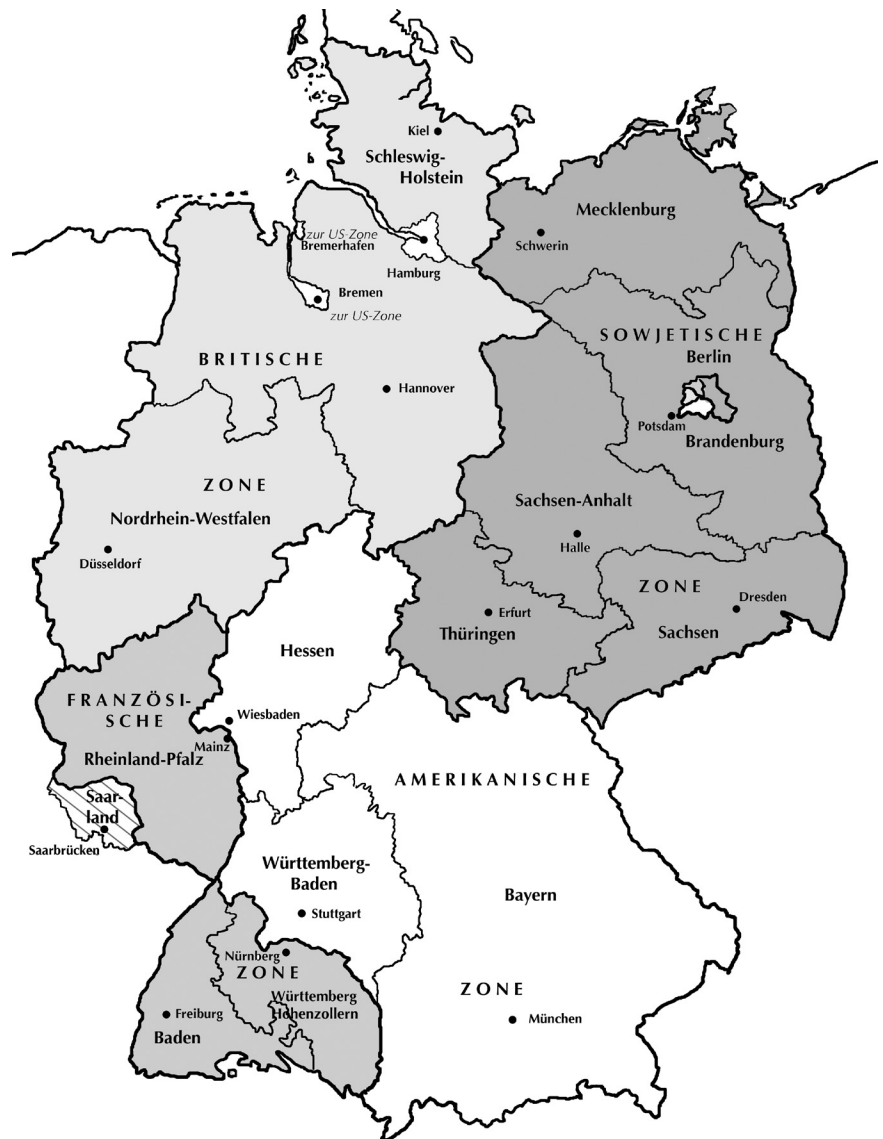 Kiel
Schleswig-
Holstein
Mecklenburg
Schwerin
zur US-Zone
Bremerhafen
Hamburg
Bremen
zur US-Zone
SOWJETISCHE
Berlin
BRITISCHE
Hannover
Potsdam
Brandenburg
ZONE
Nordrhein-Westfalen
Sachsen-Anhalt
Halle
Düsseldorf
ZONE
Dresden
Erfurt
Thüringen
Sachsen
Hessen
FRANZÖSI-
SCHE
Wiesbaden
Mainz
Rheinland-Pfalz
AMERIKANISCHE
Saar-
land
Saarbrücken
Württemberg-
Baden
Bayern
Stuttgart
Nürnberg
ZONE
ZONE
Württemberg
Hohenzollern
Freiburg
München
Baden